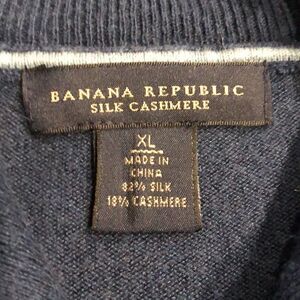 BANANA REPUBLIC
SILK CASHMERE
XL
MADE IN
CHINA
82% SILK
18% CASHMERE